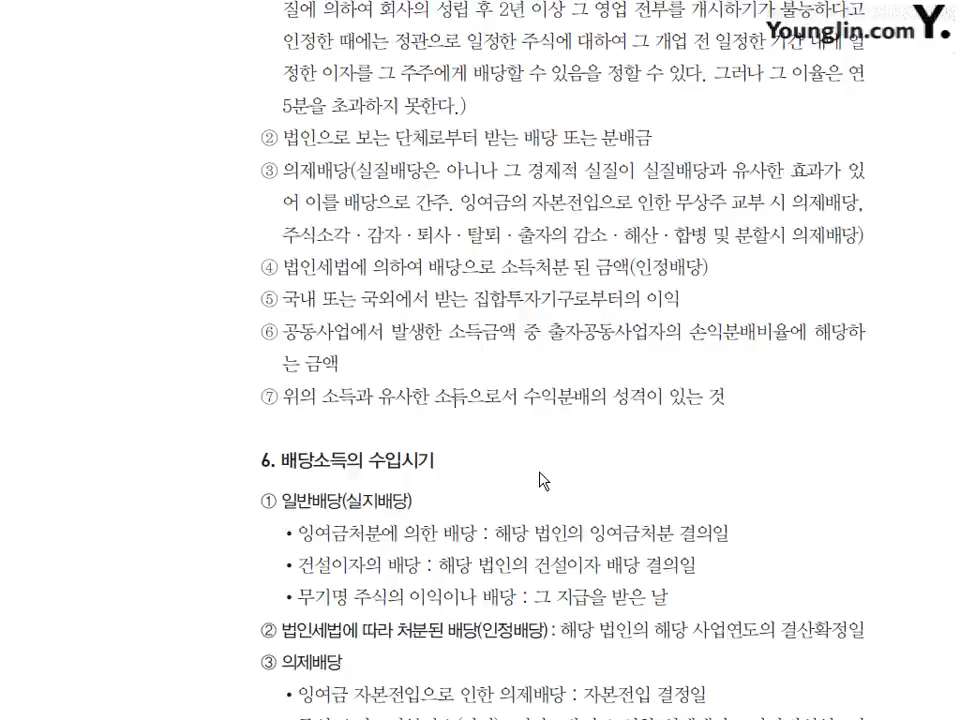 질에 의하여 회사의 성립 후 2년 이상 그 영업 전부를 개시하기가 불능하다고
Younglin.com Y.
인정한 때에는 정관으로 일정한 주식에 대하여 그 개업 전 일정한 기간 내에 일
정한 이자를 그 주주에게 배당할 수 있음을 정할 수 있다. 그러나 그 이율은 연
5분을 초과하지 못한다.)
② 법인으로 보는 단체로부터 받는 배당 또는 분배금
③ 의제배당(실질배당은 아니나 그 경제적 실질이 실질배당과 유사한 효과가 있
어 이를 배당으로 간주. 잉여금의 자본전입으로 인한 무상주 교부 시 의제배당,
주식소각 · 감자 · 퇴사 · 탈퇴 · 출자의 감소 · 해산 · 합병 및 분할시 의제배당)
④ 법인세법에 의하여 배당으로 소득처분 된 금액(인정배당)
⑤ 국내 또는 국외에서 받는 집합투자기구로부터의 이익
⑥ 공동사업에서 발생한 소득금액 중 출자공동사업자의 손익분배비율에 해당하
는 금액
⑦ 위의 소득과 유사한 소득으로서 수익분배의 성격이 있는 것
6. 배당소득의 수입시기
① 일반배당(실지배당)
• 잉여금처분에 의한 배당 : 해당 법인의 잉여금처분 결의일
• 건설이자의 배당 : 해당 법인의 건설이자 배당 결의일
• 무기명 주식의 이익이나 배당 : 그 지급을 받은 날
② 법인세법에 따라 처분된 배당(인정배당) : 해당 법인의 해당 사업연도의 결산확정일
③ 의제배당
• 잉여금 자본전입으로 인한 의제배당 : 자본전입 결정일